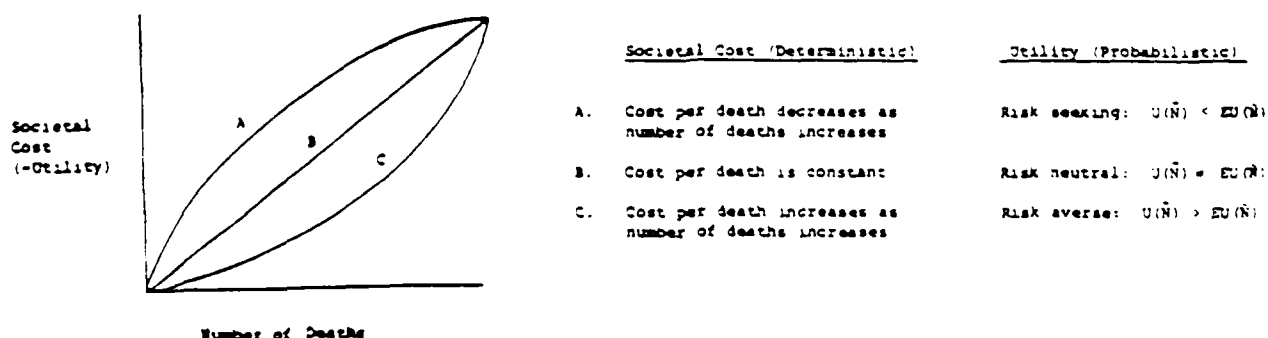 Societal
Cost
(-Utility)
A
B
C
Number of Deaths
Societal Cost (Deterministic)
A. Cost per death decreases as
number of deaths increases
B. Cost per death is constant
C. Cost per death increases as
number of deaths increases
Utility (Probabilistic)
Risk seeking: U(N̄) < EU(Ñ)
Risk neutral: U(N̄) = EU(Ñ)
Risk averse: U(N̄) > EU(Ñ)